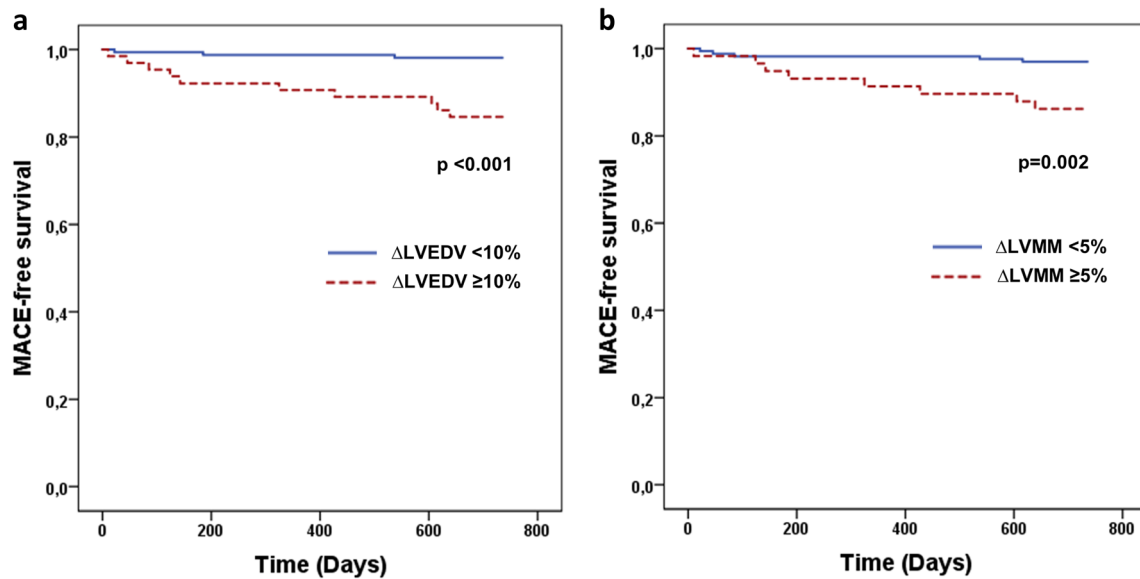 a
MACE-free survival
1,0
0,8
0,6
0,4
0,2
0,0
p <0.001
ΔLVEDV <10%
ΔLVEDV ≥10%
0 200 400 600 800
Time (Days)
b
MACE-free survival
1,0
0,8
0,6
0,4
0,2
0,0
p=0.002
ΔLVMM <5%
ΔLVMM ≥5%
0 200 400 600 800
Time (Days)